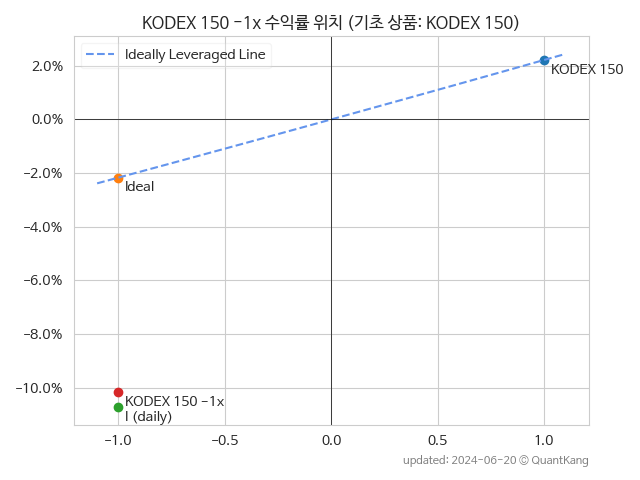 KODEX 150 -1x 수익률 위치 (기초 상품: KODEX 150)
Ideally Leveraged Line
2.0%
KODEX 150
0.0%
-2.0%
Ideal
-4.0%
-6.0%
-8.0%
-10.0%
KODEX 150 -1x
I (daily)
-1.0
-0.5
0.0
0.5
1.0
updated: 2024-06-20 © QuantKang